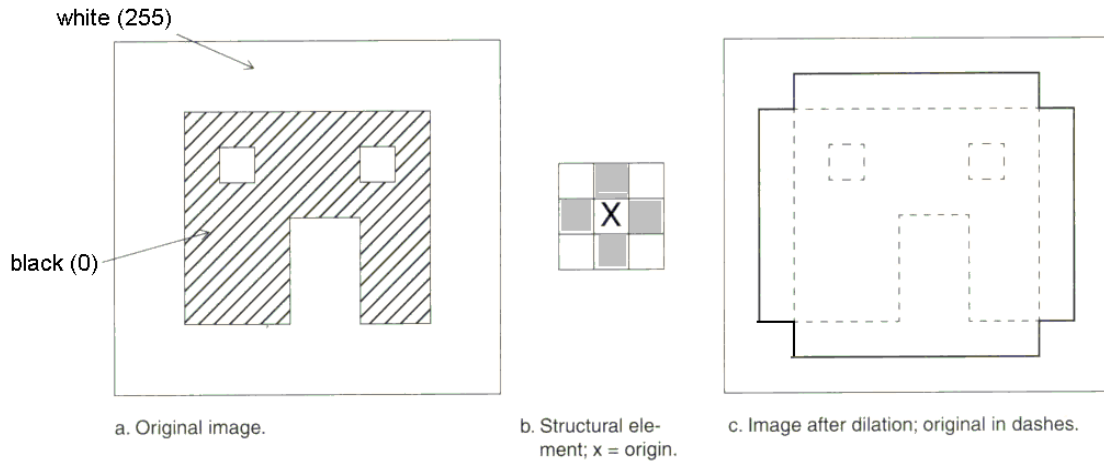 white (255)
black (0)
X
a. Original image.
b. Structural ele-
ment; x = origin.
c. Image after dilation; original in dashes.